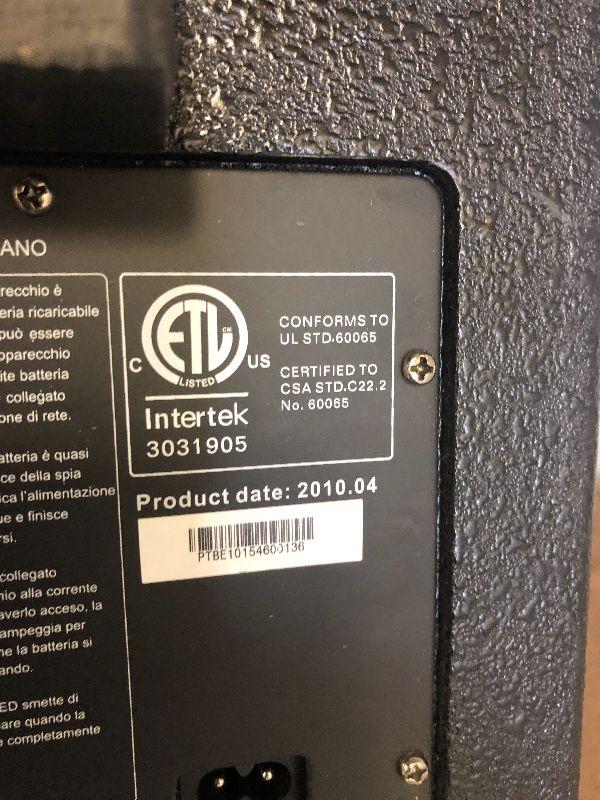 ANO
recchio è
eria ricaricabile
può essere
pparecchio
ite batteria
collegato
one di rete.
atteria è quasi
ce della spia
ica l'alimentazione
ue e finisce
rsi.
collegato
nio alla corrente
averlo acceso, la
ampeggia per
ne la batteria si
ando.
ED smette di
are quando la
e completamente
ETL CM
LISTED
C US
Intertek
3031905
CONFORMS TO
UL STD.60065
CERTIFIED TO
CSA STD.C22.2
No. 60065
Product date: 2010.04
PTBE10154600136